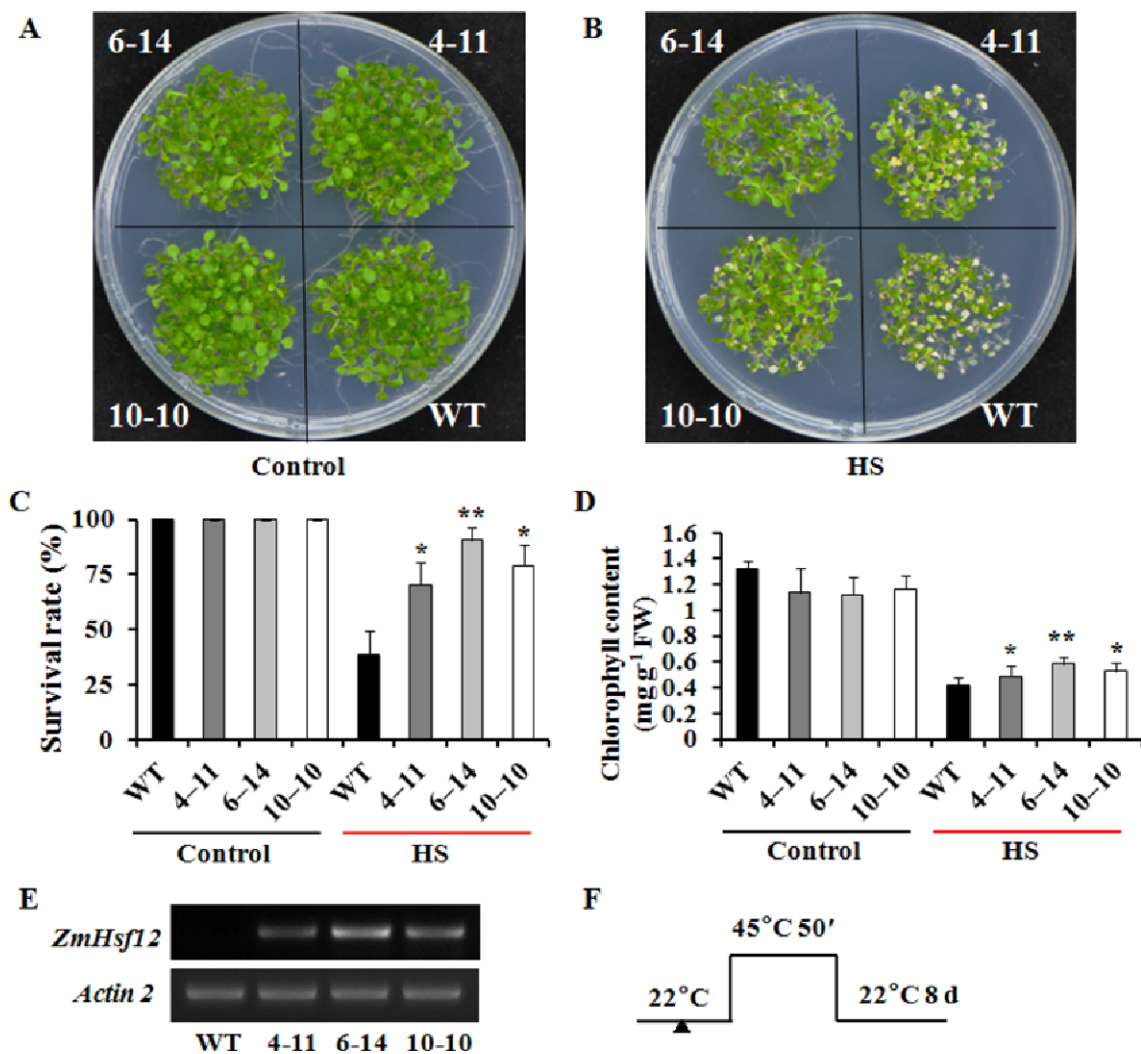 A
6-14
4-11
10-10
WT
Control
B
6-14
4-11
10-10
WT
HS
C
Survival rate (%)
100
75
50
25
0
* ** *
WT 4–11 6–14 10–10 WT 4–11 6–14 10–10
Control HS
D
Chlorophyll content
(mg g⁻¹ FW)
1.6
1.4
1.2
1
0.8
0.6
0.4
0.2
0
* ** *
WT 4–11 6–14 10–10 WT 4–11 6–14 10–10
Control HS
E
ZmHsf12
Actin 2
WT 4-11 6-14 10-10
F
45°C 50′
22°C
22°C 8 d